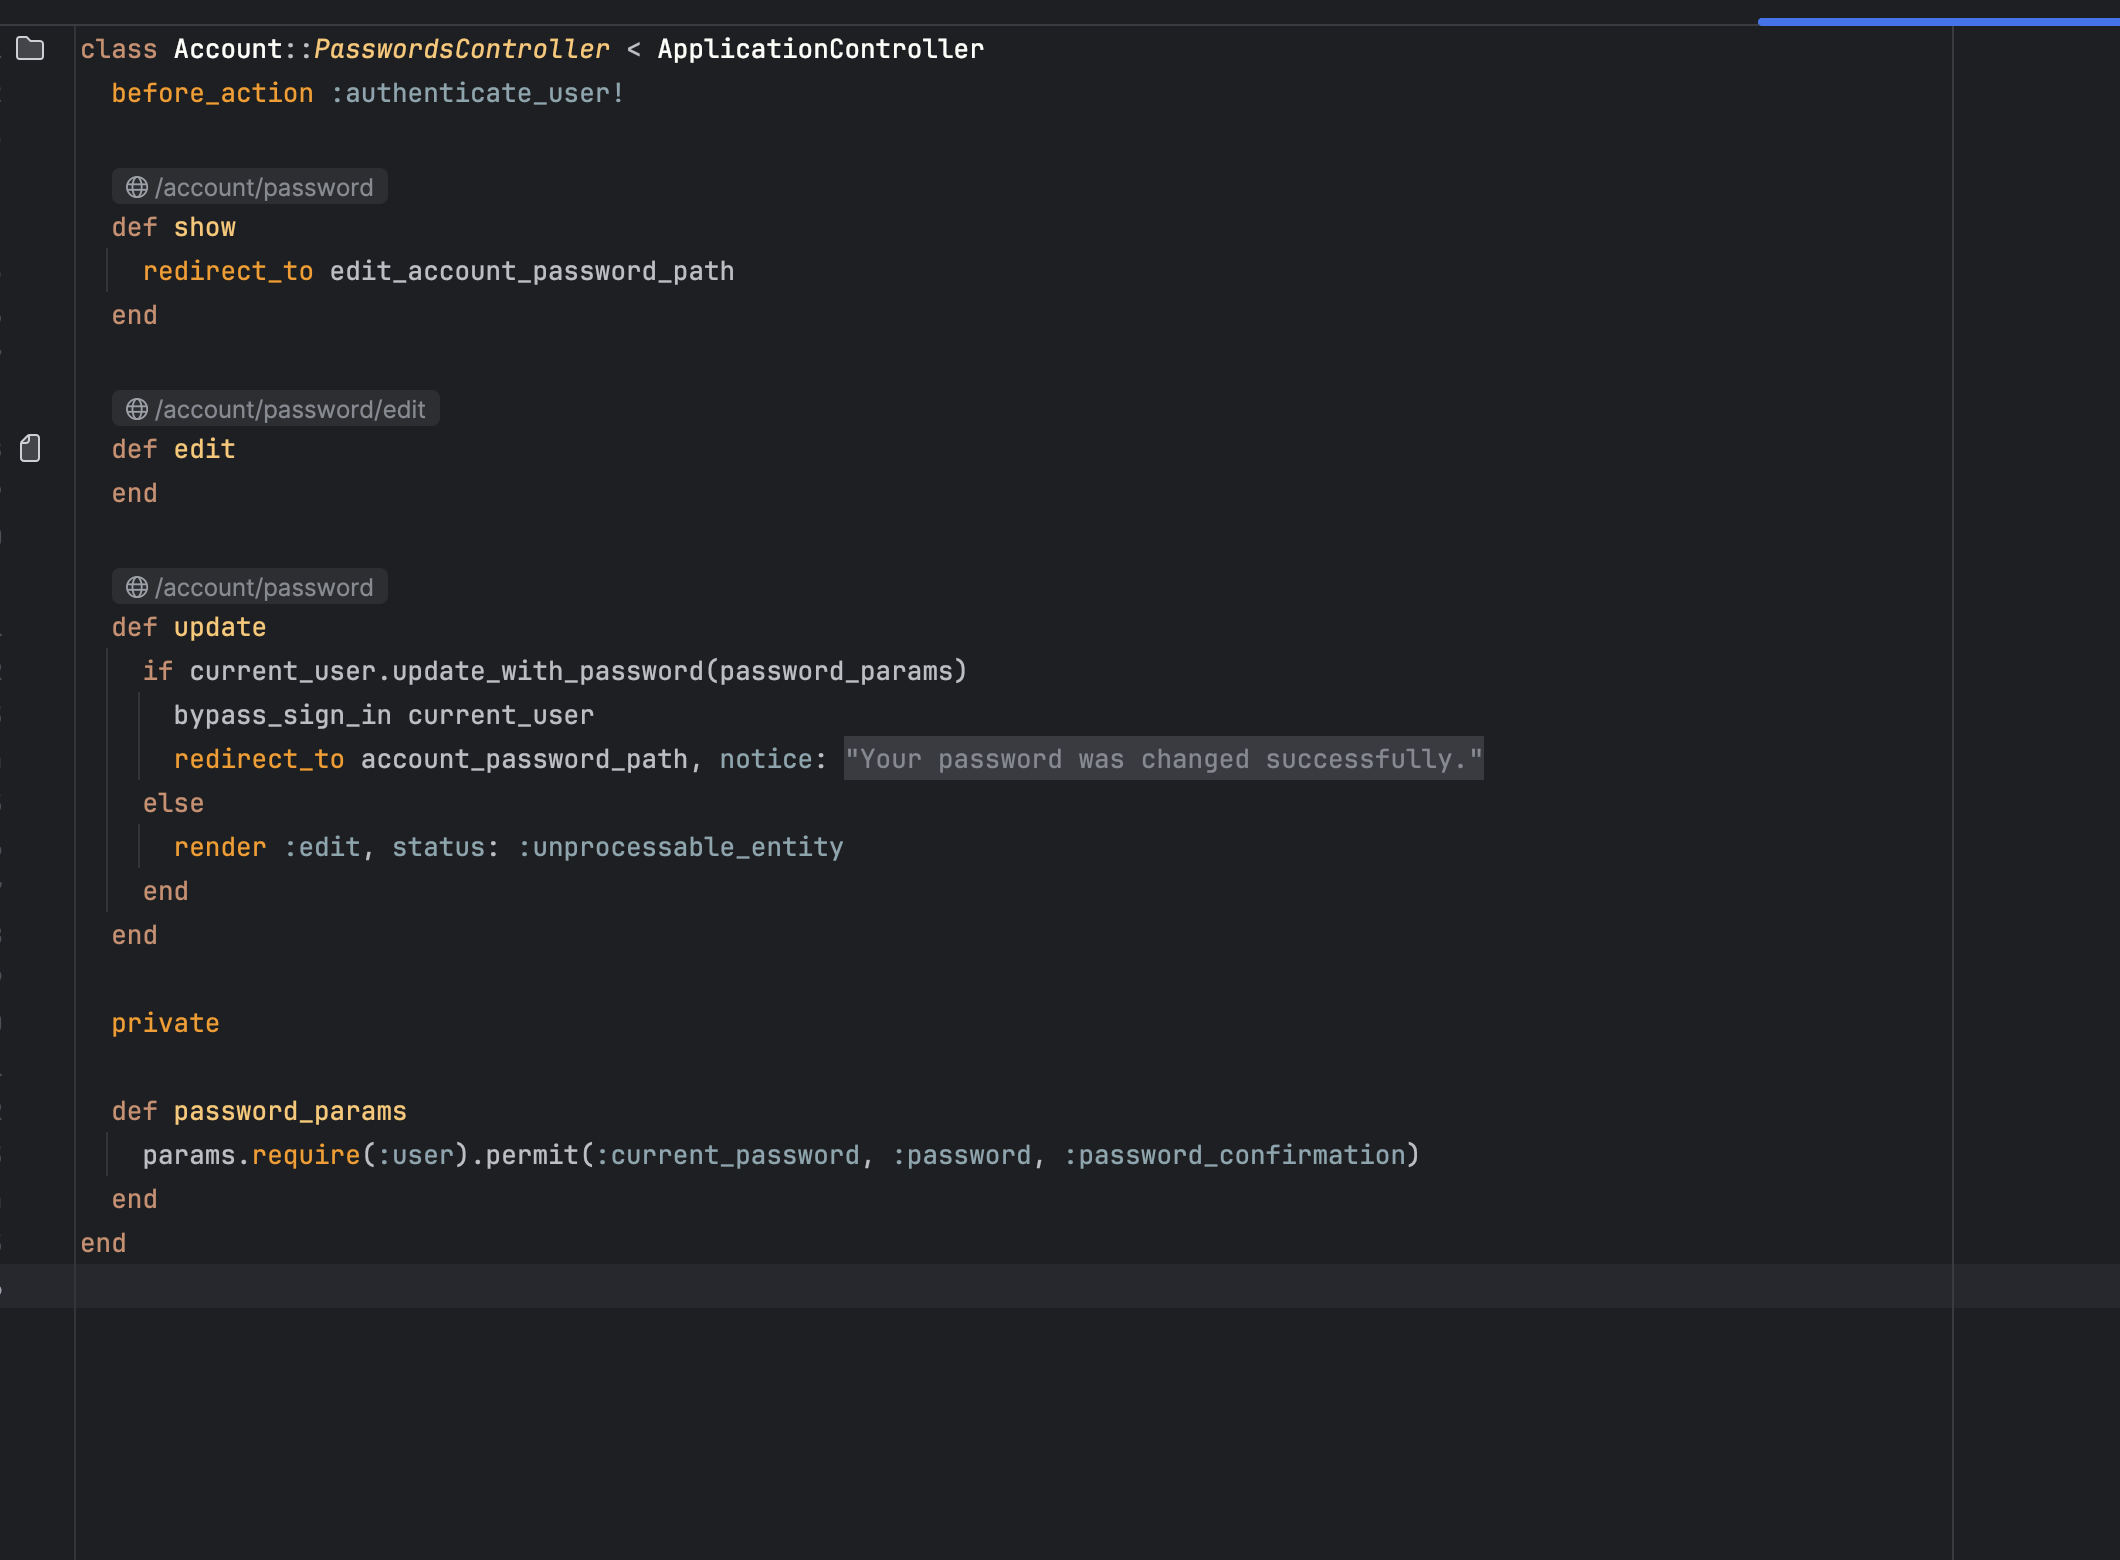 class Account::PasswordsController < ApplicationController
before_action :authenticate_user!
/account/password
def show
redirect_to edit_account_password_path
end
/account/password/edit
def edit
end
/account/password
def update
if current_user.update_with_password(password_params)
bypass_sign_in current_user
redirect_to account_password_path, notice: "Your password was changed successfully."
else
render :edit, status: :unprocessable_entity
end
end
private
def password_params
params.require(:user).permit(:current_password, :password, :password_confirmation)
end
end